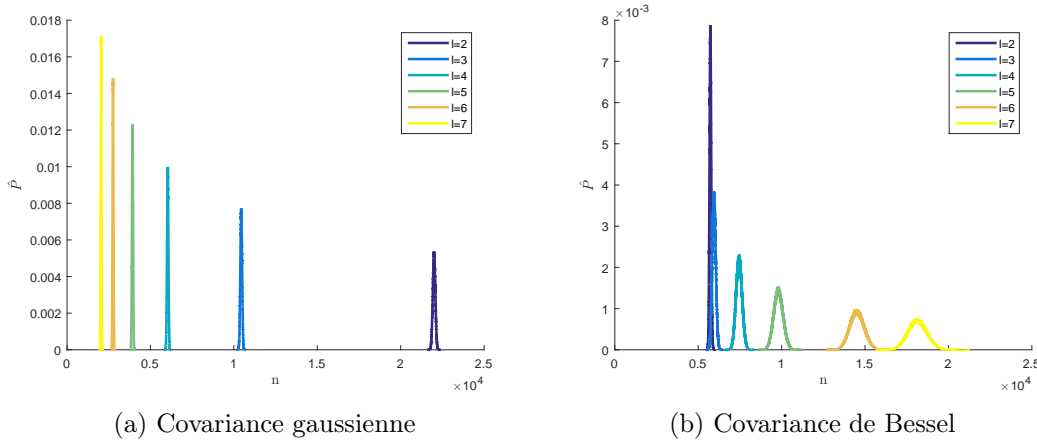 0.018
0.016
0.014
0.012
0.01
0.008
0.006
0.004
0.002
0
P̂
0 0.5 1 1.5 2 2.5
×10⁴
n
l=2
l=3
l=4
l=5
l=6
l=7
(a) Covariance gaussienne
×10⁻³
8
7
6
5
4
3
2
1
0
P̂
0 0.5 1 1.5 2 2.5
×10⁴
n
l=2
l=3
l=4
l=5
l=6
l=7
(b) Covariance de Bessel